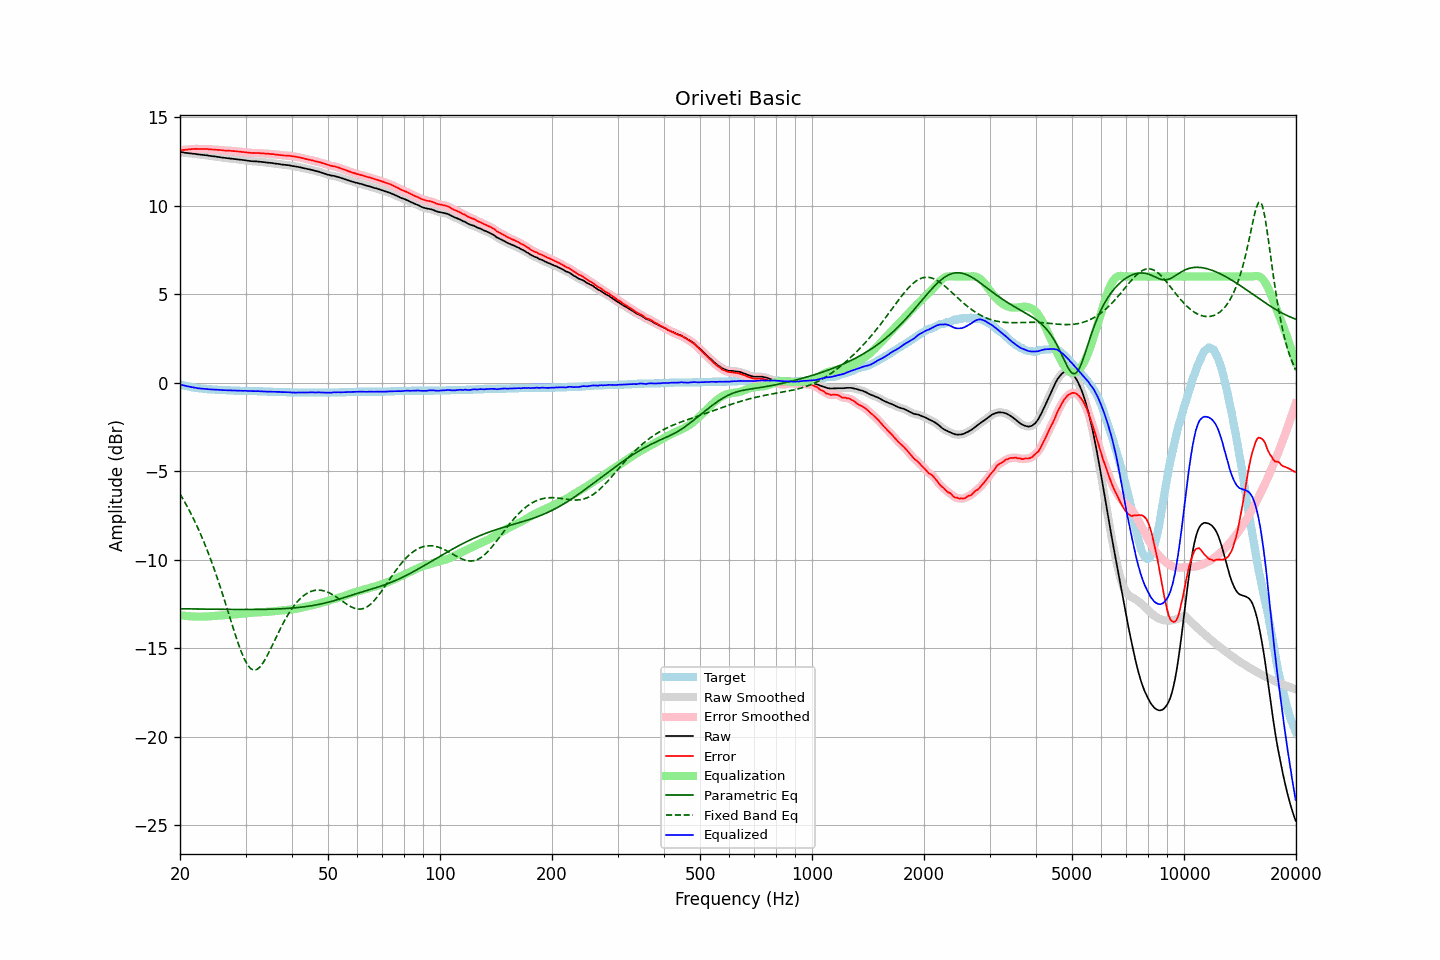 Oriveti Basic
15
10
5
0
−5
−10
−15
−20
−25
Amplitude (dBr)
Target
Raw Smoothed
Error Smoothed
Raw
Error
Equalization
Parametric Eq
Fixed Band Eq
Equalized
20 50 100 200 500 1000 2000 5000 10000 20000
Frequency (Hz)